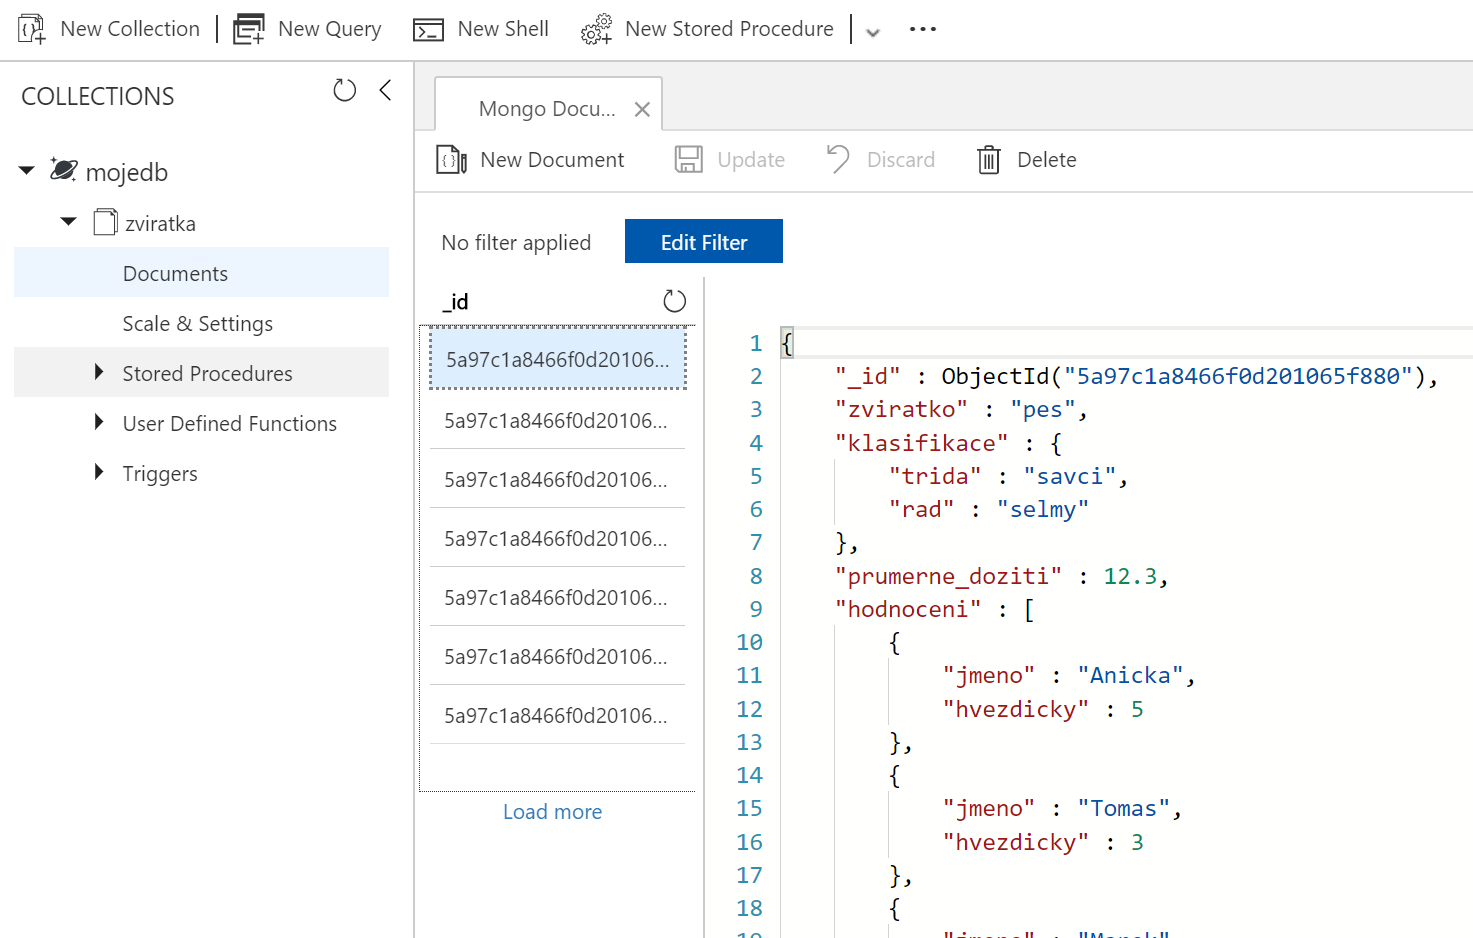 New Collection New Query New Shell New Stored Procedure ...
COLLECTIONS
mojedb
zviratka
Documents
Scale & Settings
Stored Procedures
User Defined Functions
Triggers
Mongo Docu...
New Document Update Discard Delete
No filter applied Edit Filter
_id
5a97c1a8466f0d20106...
5a97c1a8466f0d20106...
5a97c1a8466f0d20106...
5a97c1a8466f0d20106...
5a97c1a8466f0d20106...
5a97c1a8466f0d20106...
5a97c1a8466f0d20106...
Load more
1 {
2 "_id" : ObjectId("5a97c1a8466f0d201065f880"),
3 "zviratko" : "pes",
4 "klasifikace" : {
5 "trida" : "savci",
6 "rad" : "selmy"
7 },
8 "prumerne_doziti" : 12.3,
9 "hodnoceni" : [
10 {
11 "jmeno" : "Anicka",
12 "hvezdicky" : 5
13 },
14 {
15 "jmeno" : "Tomas",
16 "hvezdicky" : 3
17 },
18 {
19 "jmeno" : "Marek"